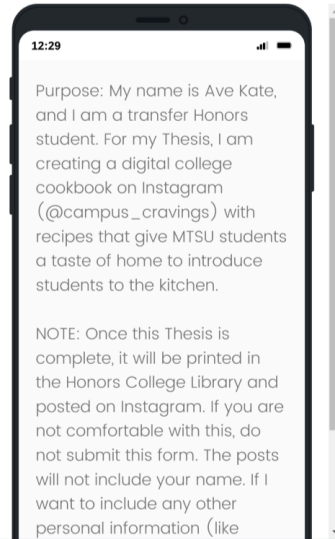 12:29
Purpose: My name is Ave Kate,
and I am a transfer Honors
student. For my Thesis, I am
creating a digital college
cookbook on Instagram
(@campus_cravings) with
recipes that give MTSU students
a taste of home to introduce
students to the kitchen.
NOTE: Once this Thesis is
complete, it will be printed in
the Honors College Library and
posted on Instagram. If you are
not comfortable with this, do
not submit this form. The posts
will not include your name. If I
want to include any other
personal information (like